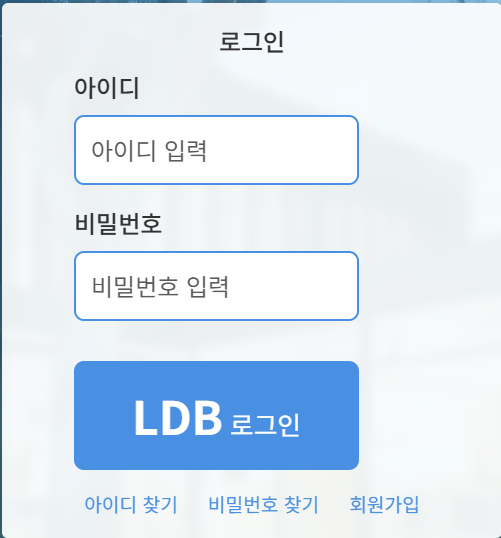 로그인
아이디
아이디 입력
비밀번호
비밀번호 입력
LDB 로그인
아이디 찾기 비밀번호 찾기 회원가입